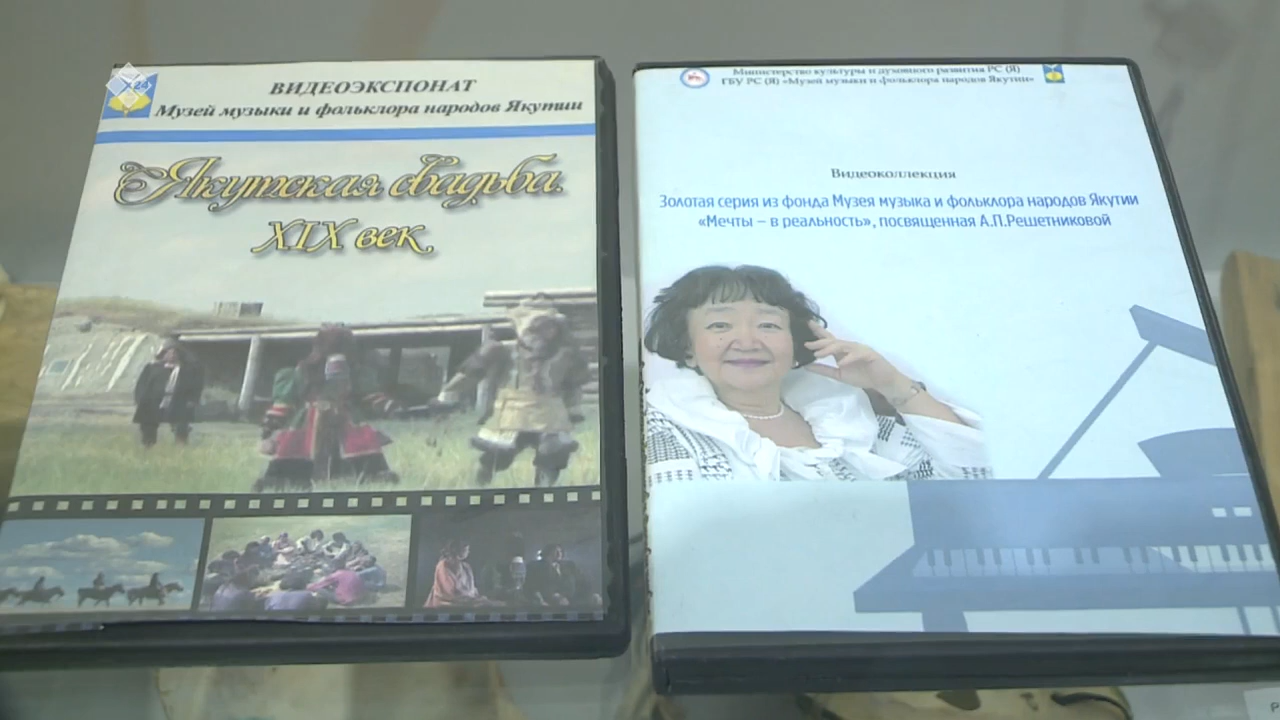 ВИДЕОЭКСПОНАТ
Музей музыки и фольклора народов Якутии
Якутская свадьба.
XIX век.
Министерство культуры и духовного развития РС (Я)
ГБУ РС (Я) «Музей музыки и фольклора народов Якутии»
Видеоколлекция
Золотая серия из фонда Музея музыка и фольклора народов Якутии
«Мечты – в реальность», посвященная А.П.Решетниковой